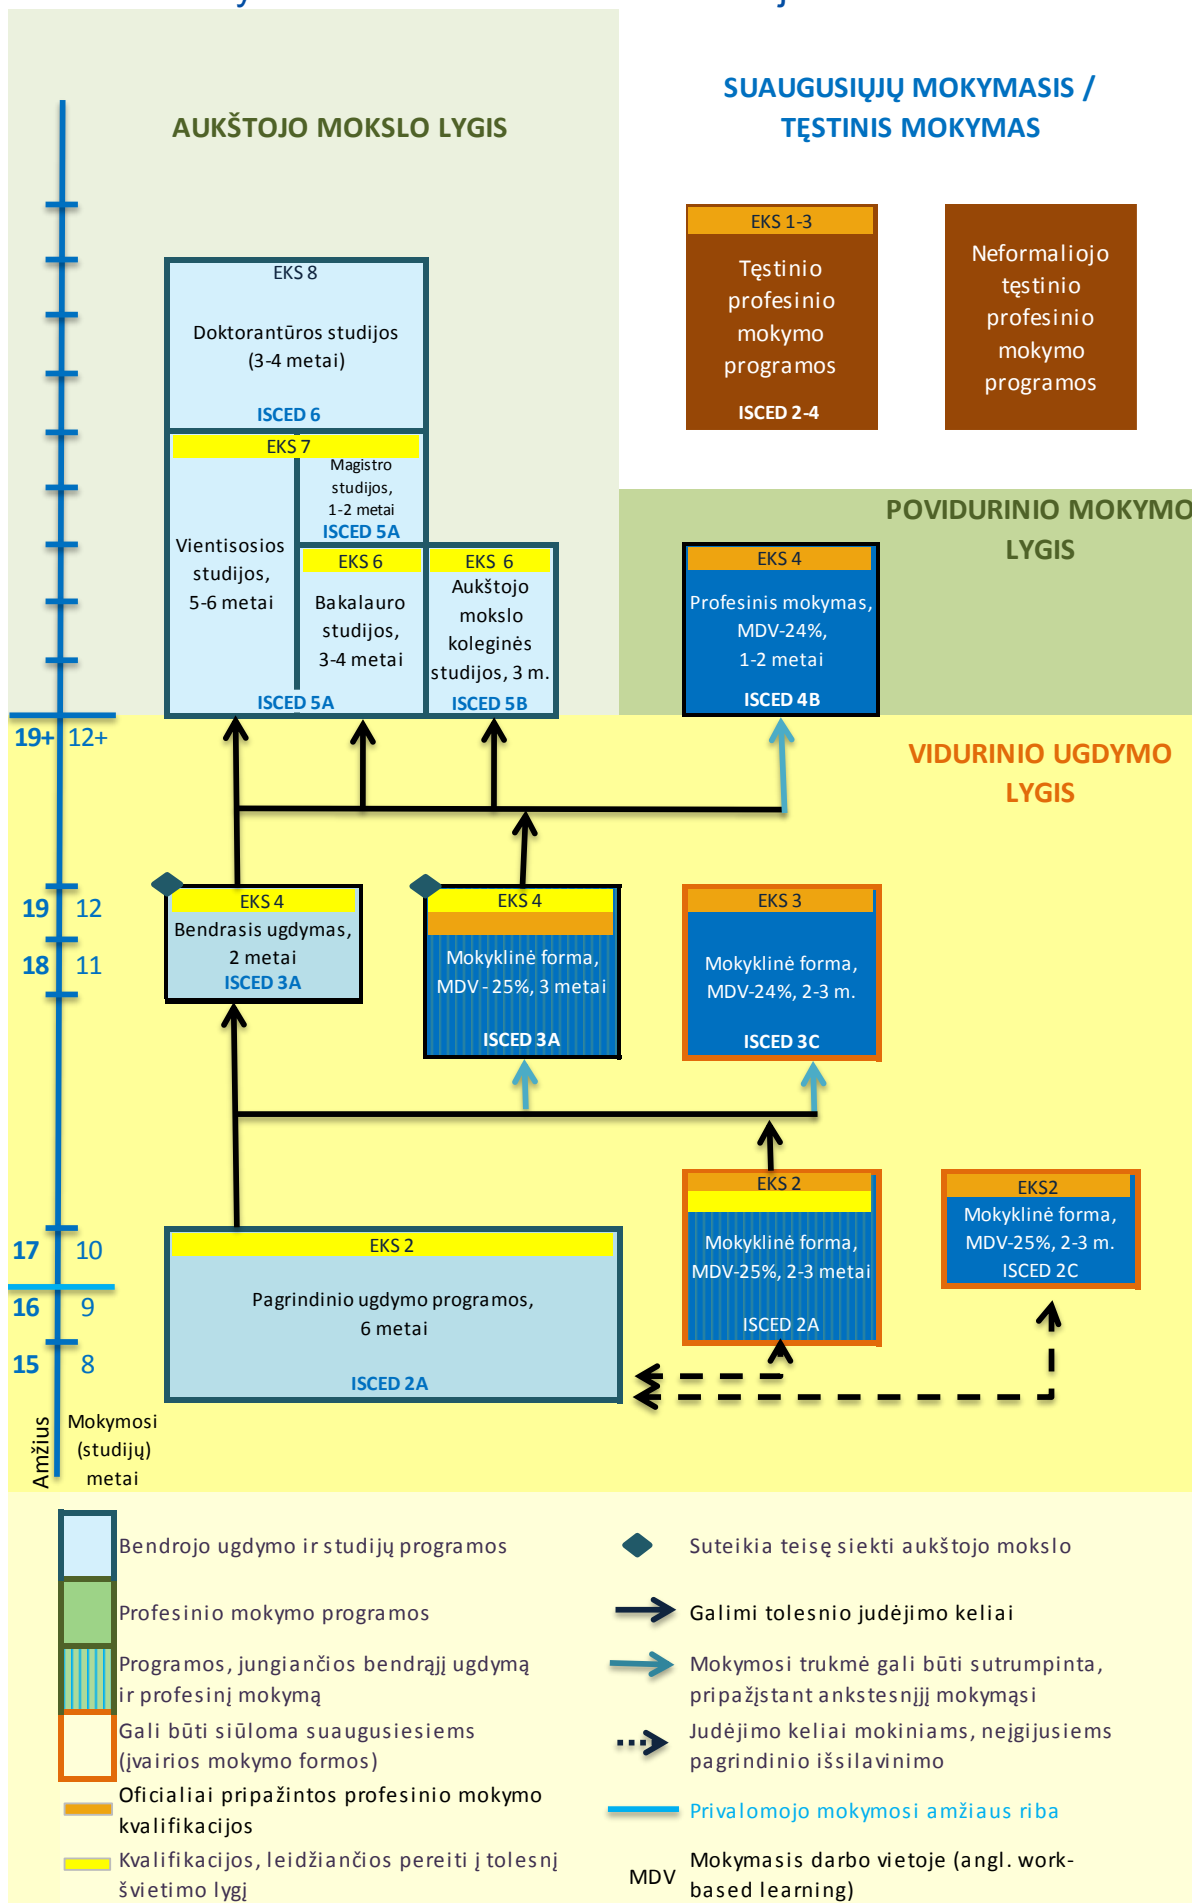 AUKŠTOJO MOKSLO LYGIS
SUAUGUSIŲJŲ MOKYMASIS /
TĘSTINIS MOKYMAS
EKS 1-3
Tęstinio
profesinio
mokymo
programos
ISCED 2-4
Neformaliojo
tęstinio
profesinio
mokymo
programos
EKS 8
Doktorantūros studijos
(3-4 metai)
ISCED 6
EKS 7
Magistro
studijos,
1-2 metai
ISCED 5A
Vientisosios
studijos,
5-6 metai
EKS 6
Bakalauro
studijos,
3-4 metai
ISCED 5A
EKS 6
Aukštojo
mokslo
koleginės
studijos, 3 m.
ISCED 5B
POVIDURINIO MOKYMO
LYGIS
EKS 4
Profesinis mokymas,
MDV-24%,
1-2 metai
ISCED 4B
19+ 12+
VIDURINIO UGDYMO
LYGIS
19 12
18 11
EKS 4
Bendrasis ugdymas,
2 metai
ISCED 3A
EKS 4
Mokyklinė forma,
MDV - 25%, 3 metai
ISCED 3A
EKS 3
Mokyklinė forma,
MDV-24%, 2-3 m.
ISCED 3C
17 10
16 9
15 8
EKS 2
Pagrindinio ugdymo programos,
6 metai
ISCED 2A
EKS 2
Mokyklinė forma,
MDV-25%, 2-3 metai
ISCED 2A
EKS2
Mokyklinė forma,
MDV-25%, 2-3 m.
ISCED 2C
Amžius
Mokymosi
(studijų)
metai
Bendrojo ugdymo ir studijų programos
Profesinio mokymo programos
Programos, jungiančios bendrąjį ugdymą
ir profesinį mokymą
Gali būti siūloma suaugusiesiems
(įvairios mokymo formos)
Oficialiai pripažintos profesinio mokymo
kvalifikacijos
Kvalifikacijos, leidžiančios pereiti į tolesnį
švietimo lygį
Suteikia teisę siekti aukštojo mokslo
Galimi tolesnio judėjimo keliai
Mokymosi trukmė gali būti sutrumpinta,
pripažįstant ankstesnįjį mokymąsi
Judėjimo keliai mokiniams, neįgijusiems
pagrindinio išsilavinimo
Privalomojo mokymosi amžiaus riba
MDV Mokymasis darbo vietoje (angl. work-
based learning)